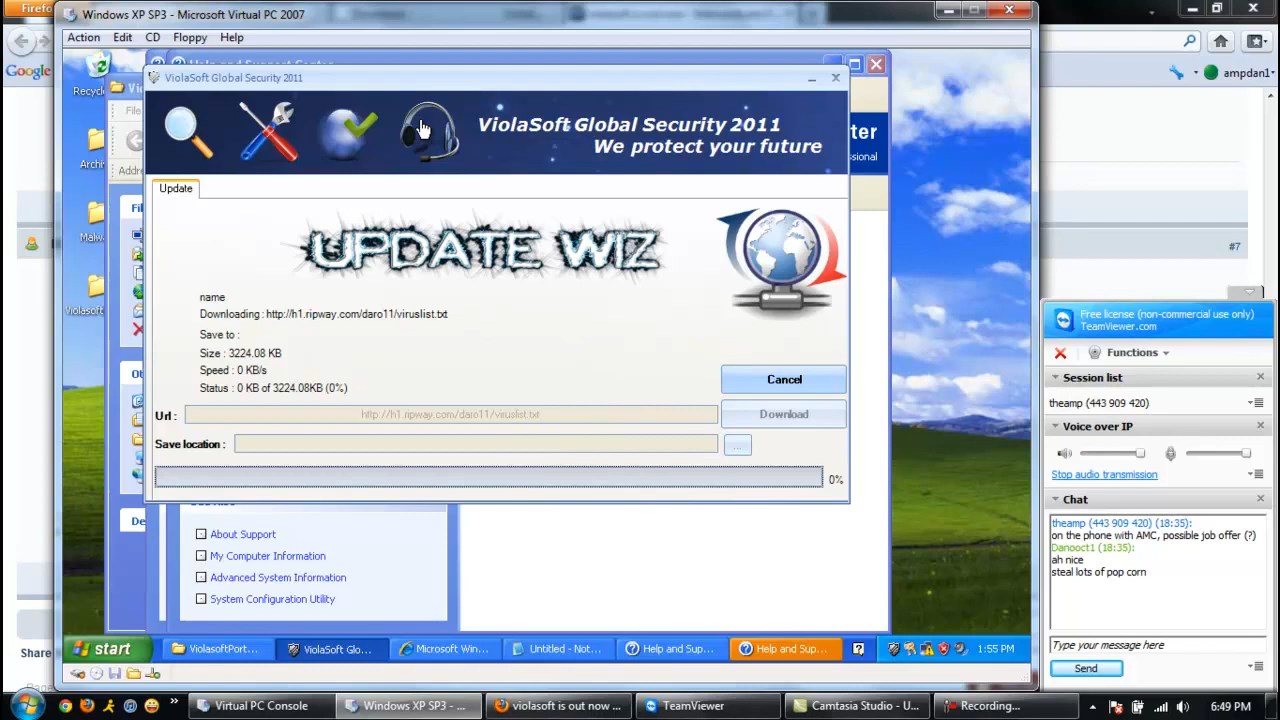 Firefo
Windows XP SP3 - Microsoft Virtual PC 2007
Action Edit CD Floppy Help
Google
ampdan1
Recycle
ViolaSoft Global Security 2011
ViolaSoft Global Security 2011
We protect your future
Update
UPDATE WIZ
name
Downloading : http://h1.ripway.com/daro11/viruslist.txt
Save to :
Size : 3224.08 KB
Speed : 0 KB/s
Status : 0 KB of 3224.08KB (0%)
Cancel
Url : http://h1.ripway.com/daro11/viruslist.txt
Download
Save location : ...
0%
File
Addre
Archi
Malw
Violasoft
#7
About Support
My Computer Information
Advanced System Information
System Configuration Utility
start
ViolasoftPort...
ViolaSoft Glo...
Microsoft Win...
Untitled - Not...
Help and Sup...
Help and Sup...
1:55 PM
Share
Free license (non-commercial use only)
TeamViewer.com
Functions
Session list
theamp (443 909 420)
Voice over IP
Stop audio transmission
Chat
theamp (443 909 420) (18:35):
on the phone with AMC, possible job offer (?)
Danooct1 (18:35):
ah nice
steal lots of pop corn
Type your message here
Send
Virtual PC Console
Windows XP SP3 - ...
violasoft is out now ...
TeamViewer
Camtasia Studio - U...
Recording...
6:49 PM